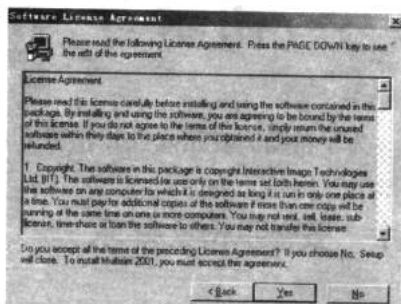 Software License Agreement
Please read the following License Agreement. Press the PAGE DOWN key to see
the rest of the agreement.
License Agreement
Please read this license carefully before installing and using the software contained in this
package. By installing and using the software, you are agreeing to be bound by the terms
of this license. If you do not agree to the terms of this license, simply return the unused
software within thirty days to the place where you obtained it and your money will be
refunded.
1. Copyright. The software in this package is copyright Interactive Image Technologies
Ltd. (IIT). The software is licensed for use only on the terms set forth herein. You may use
this software on any computer for which it is designed as long it is run in only one place at
a time. You must pay for additional copies of the software if more than one copy will be
running at the same time on one or more computers. You may not rent, sell, lease, sub-
license, time-share or loan the software to others. You may not transfer this license
Do you accept all the terms of the preceding License Agreement? If you choose No, Setup
will close. To install Multisim 2001, you must accept this agreement.
< Back
Yes
No